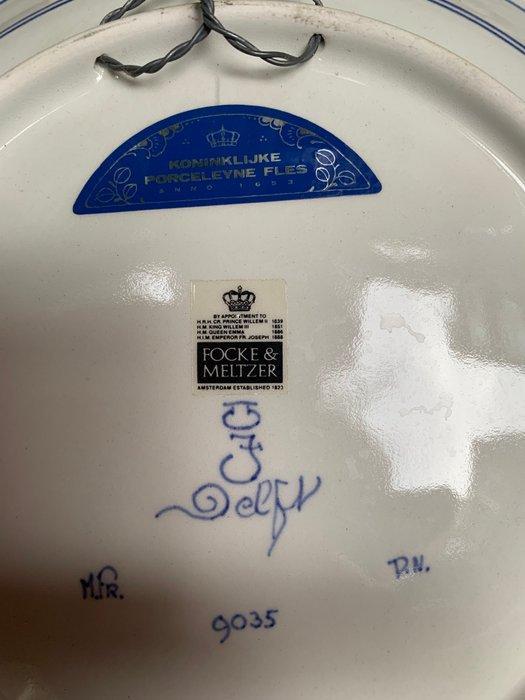 KONINKLIJKE
PORCELEYNE FLES
ANNO 1653
BY APPOINTMENT TO
H.R.H. CR. PRINCE WILLEM II 1839
H.M. KING WILLEM III 1851
H.M. QUEEN EMMA 1886
H.I.M. EMPEROR FR. JOSEPH 1888
FOCKE &
MELTZER
AMSTERDAM ESTABLISHED 1823
Delft
M.Pr. D.N.
9035